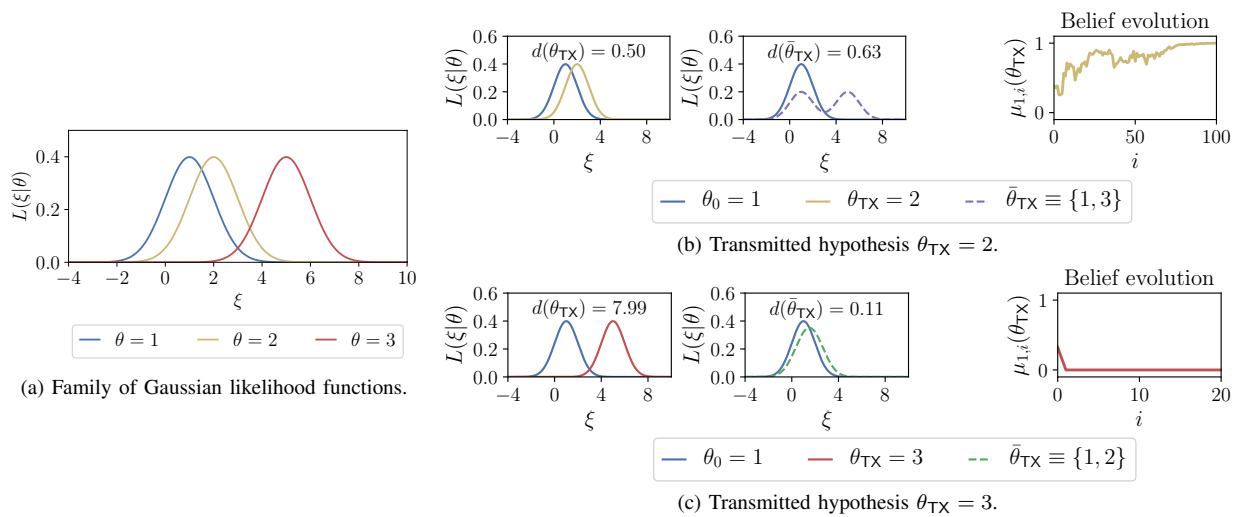 0.4
0.2
0.0
L(ξ|θ)
−4 −2 0 2 4 6 8 10
ξ
θ = 1 θ = 2 θ = 3
(a) Family of Gaussian likelihood functions.
0.6
0.4
0.2
0.0
L(ξ|θ)
d(θ_TX) = 0.50
−4 0 4 8
ξ
0.6
0.4
0.2
0.0
L(ξ|θ)
d(θ̄_TX) = 0.63
−4 0 4 8
ξ
Belief evolution
1
0
μ_{1,i}(θ_TX)
0 50 100
i
θ_0 = 1 θ_TX = 2 θ̄_TX ≡ {1, 3}
(b) Transmitted hypothesis θ_TX = 2.
0.6
0.4
0.2
0.0
L(ξ|θ)
d(θ_TX) = 7.99
−4 0 4 8
ξ
0.6
0.4
0.2
0.0
L(ξ|θ)
d(θ̄_TX) = 0.11
−4 0 4 8
ξ
Belief evolution
1
0
μ_{1,i}(θ_TX)
0 10 20
i
θ_0 = 1 θ_TX = 3 θ̄_TX ≡ {1, 2}
(c) Transmitted hypothesis θ_TX = 3.